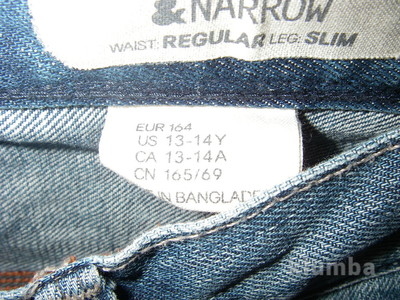 & NARROW
WAIST: REGULAR LEG: SLIM
EUR 164
US 13-14Y
CA 13-14A
CN 165/69
IN BANGLADE